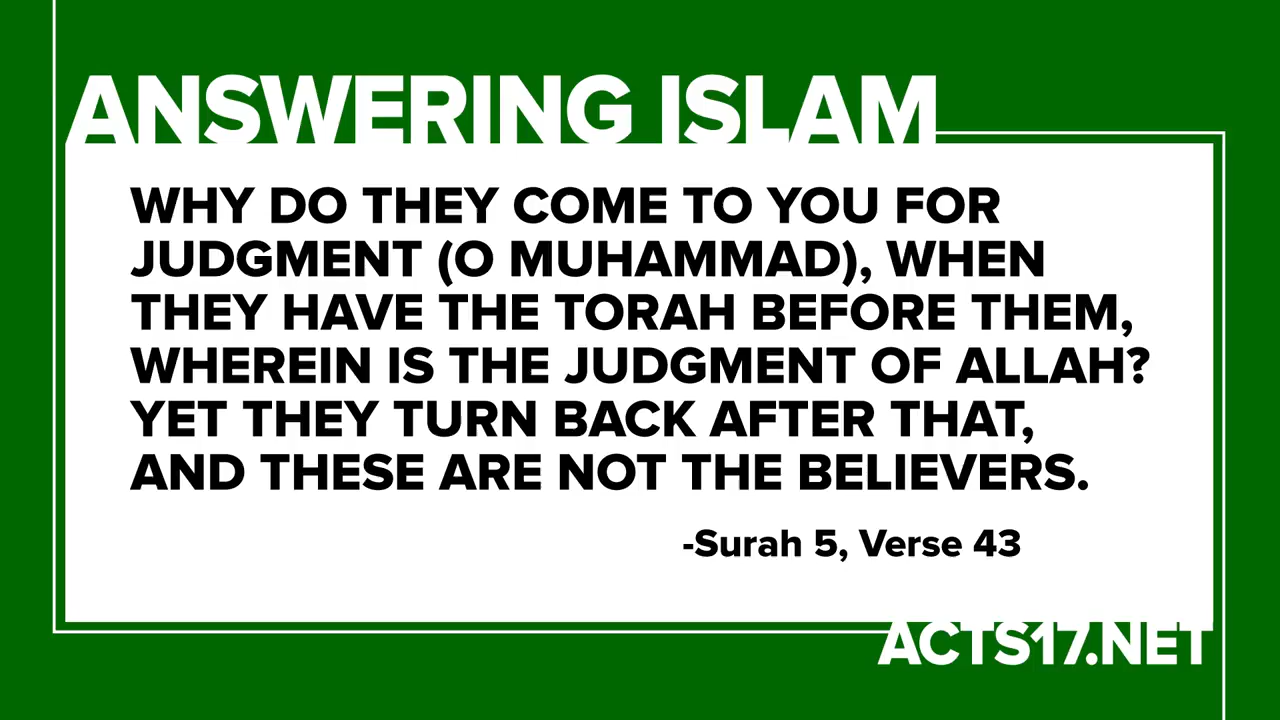 ANSWERING ISLAM
WHY DO THEY COME TO YOU FOR
JUDGMENT (O MUHAMMAD), WHEN
THEY HAVE THE TORAH BEFORE THEM,
WHEREIN IS THE JUDGMENT OF ALLAH?
YET THEY TURN BACK AFTER THAT,
AND THESE ARE NOT THE BELIEVERS.
-Surah 5, Verse 43
ACTS17.NET